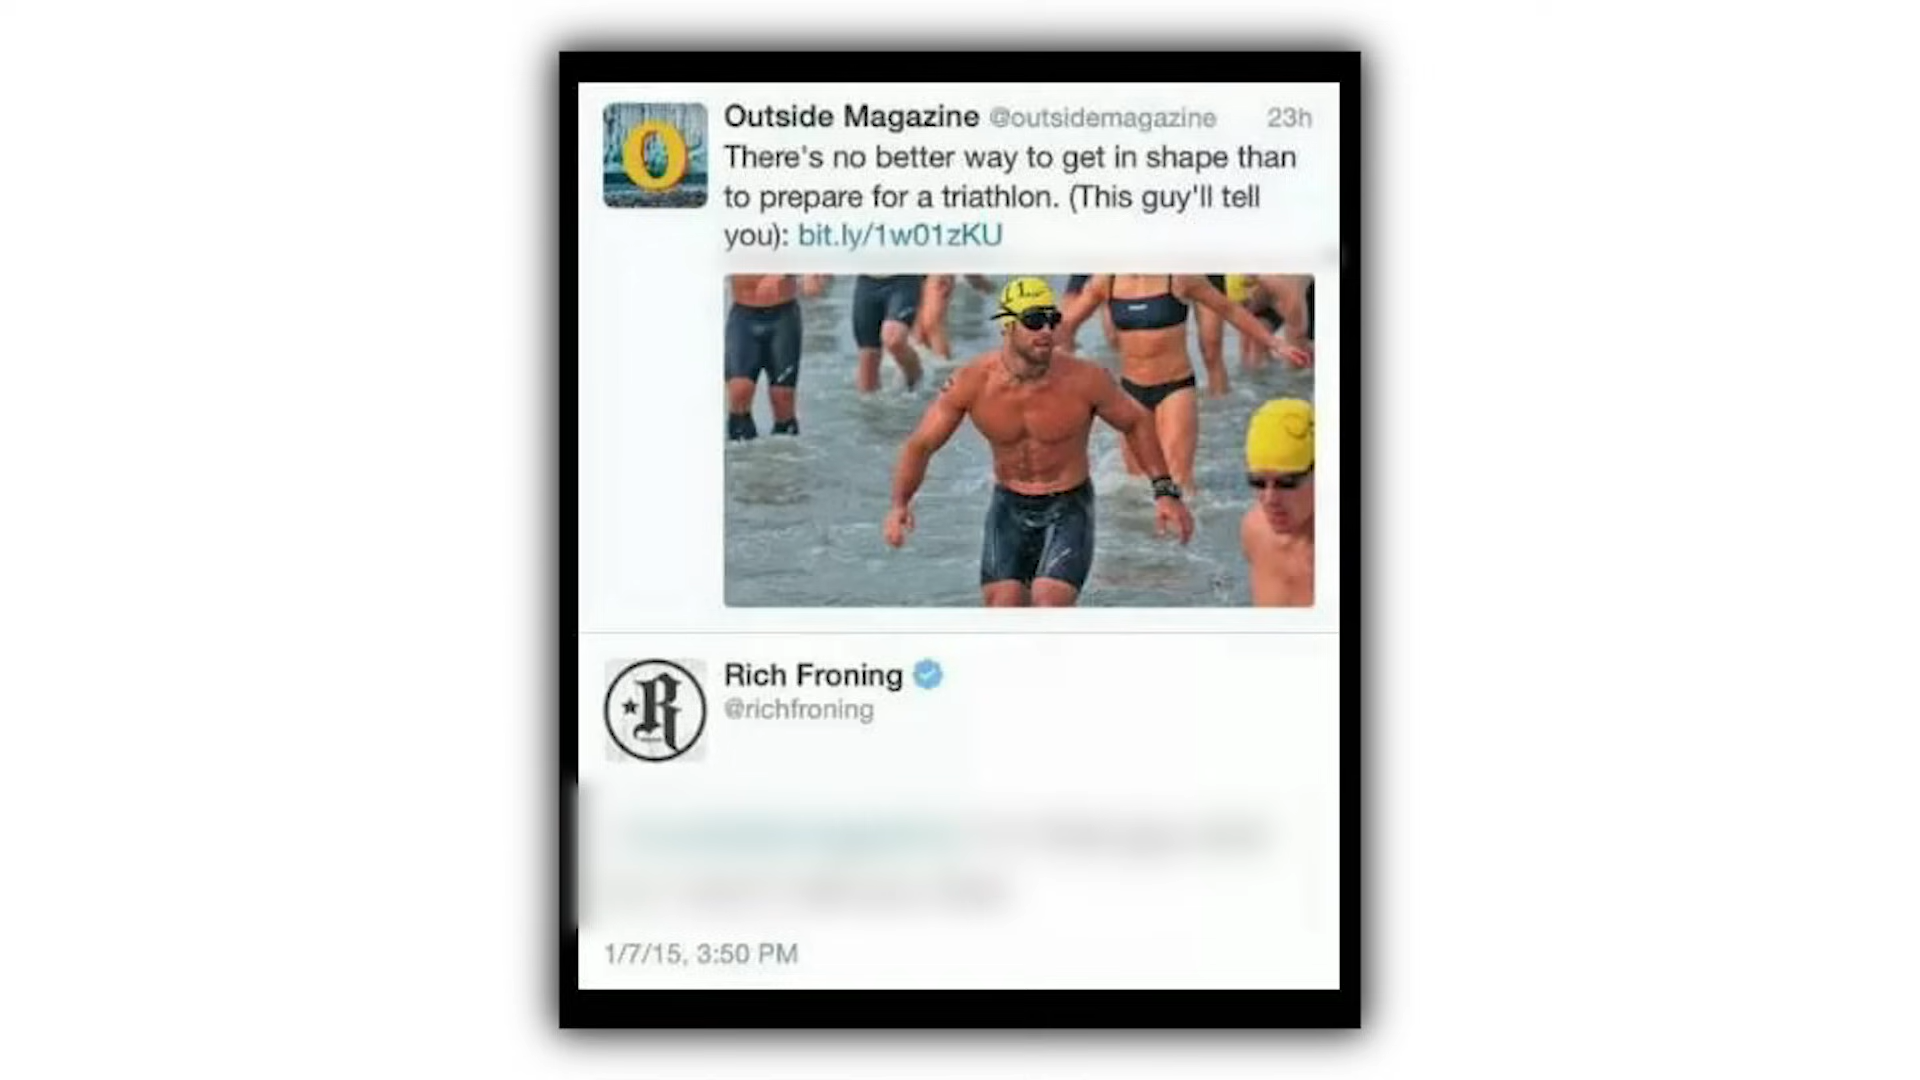 Outside Magazine @outsidemagazine 23h
There's no better way to get in shape than
to prepare for a triathlon. (This guy'll tell
you): bit.ly/1w01zKU
Rich Froning
@richfroning
1/7/15, 3:50 PM